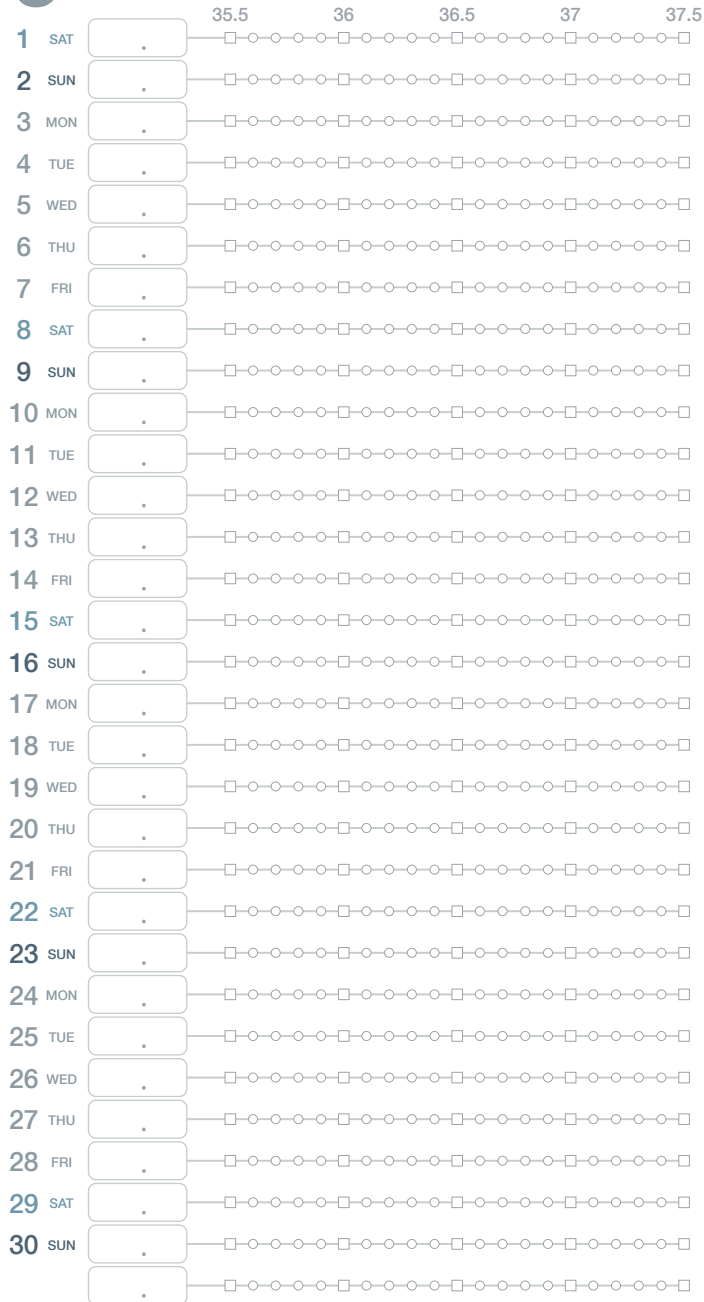 35.5 36 36.5 37 37.5
1 SAT .
2 SUN .
3 MON .
4 TUE .
5 WED .
6 THU .
7 FRI .
8 SAT .
9 SUN .
10 MON .
11 TUE .
12 WED .
13 THU .
14 FRI .
15 SAT .
16 SUN .
17 MON .
18 TUE .
19 WED .
20 THU .
21 FRI .
22 SAT .
23 SUN .
24 MON .
25 TUE .
26 WED .
27 THU .
28 FRI .
29 SAT .
30 SUN .
.